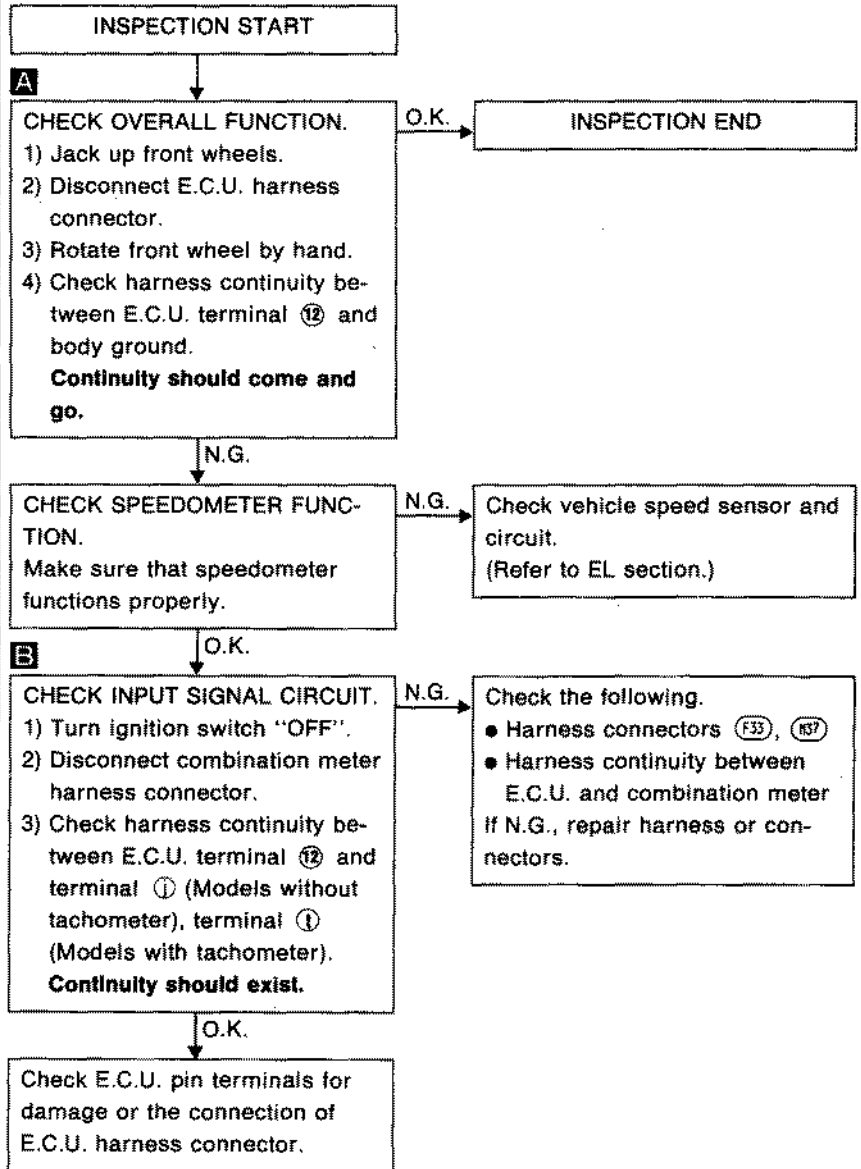 INSPECTION START
A
CHECK OVERALL FUNCTION.
1) Jack up front wheels.
2) Disconnect E.C.U. harness
connector.
3) Rotate front wheel by hand.
4) Check harness continuity be-
tween E.C.U. terminal ⑫ and
body ground.
Continuity should come and
go.
O.K.
INSPECTION END
N.G.
CHECK SPEEDOMETER FUNC-
TION.
Make sure that speedometer
functions properly.
N.G.
Check vehicle speed sensor and
circuit.
(Refer to EL section.)
O.K.
B
CHECK INPUT SIGNAL CIRCUIT.
1) Turn ignition switch "OFF".
2) Disconnect combination meter
harness connector.
3) Check harness continuity be-
tween E.C.U. terminal ⑫ and
terminal ⓙ (Models without
tachometer), terminal
(Models with tachometer).
Continuity should exist.
N.G.
Check the following.
● Harness connectors (F33), (M37)
● Harness continuity between
E.C.U. and combination meter
If N.G., repair harness or con-
nectors.
O.K.
Check E.C.U. pin terminals for
damage or the connection of
E.C.U. harness connector.